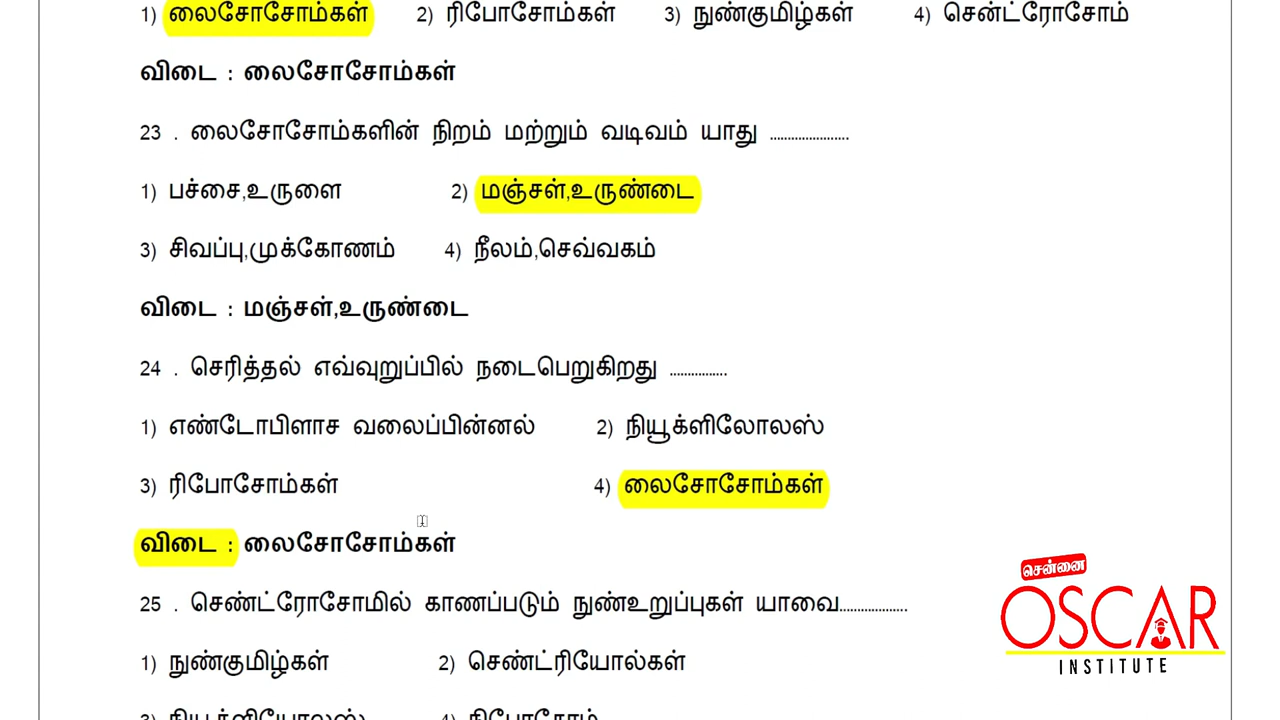 1) லைசோசோம்கள் 2) ரிபோசோம்கள் 3) நுண்குமிழ்கள் 4) சென்ட்ரோசோம்
விடை : லைசோசோம்கள்
23 . லைசோசோம்களின் நிறம் மற்றும் வடிவம் யாது ......................
1) பச்சை,உருளை 2) மஞ்சள்,உருண்டை
3) சிவப்பு,முக்கோணம் 4) நீலம்,செவ்வகம்
விடை : மஞ்சள்,உருண்டை
24 . செரித்தல் எவ்வுறுப்பில் நடைபெறுகிறது ................
1) எண்டோபிளாச வலைப்பின்னல் 2) நியூக்ளிலோலஸ்
3) ரிபோசோம்கள் 4) லைசோசோம்கள்
விடை : லைசோசோம்கள்
25 . செண்ட்ரோசோமில் காணப்படும் நுண்உறுப்புகள் யாவை...................
1) நுண்குமிழ்கள் 2) செண்ட்ரியோல்கள்
3) நியூக்ளியோலஸ் 4) ரிபோசோம்
சென்னை
OSCAR
INSTITUTE